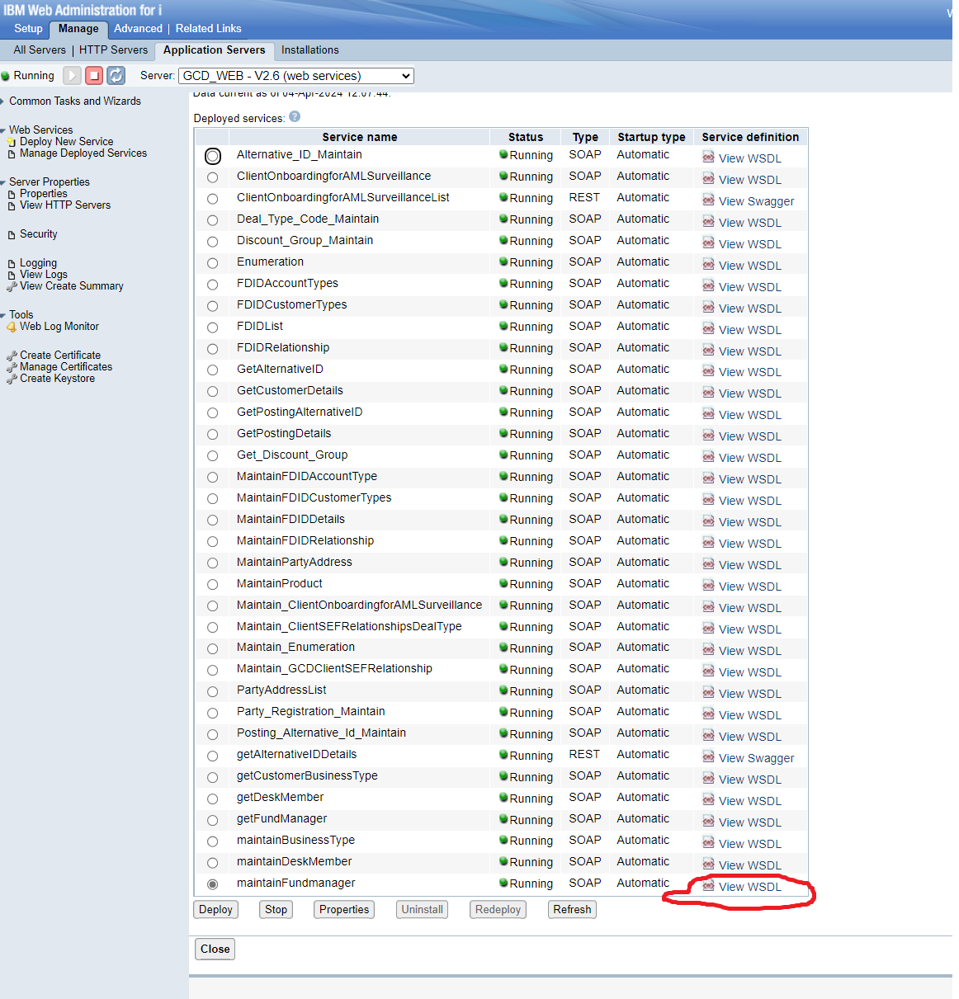 IBM Web Administration for i
W
Setup Manage Advanced | Related Links
All Servers | HTTP Servers Application Servers Installations
Running Server: GCD_WEB - V2.6 (web services)
Common Tasks and Wizards
Web Services
Deploy New Service
Manage Deployed Services
Server Properties
Properties
View HTTP Servers
Security
Logging
View Logs
View Create Summary
Tools
Web Log Monitor
Create Certificate
Manage Certificates
Create Keystore
Data current as of 04-Apr-2024 12:07:44.
Deployed services: ?
Service name Status Type Startup type Service definition
Alternative_ID_Maintain Running SOAP Automatic View WSDL
ClientOnboardingforAMLSurveillance Running SOAP Automatic View WSDL
ClientOnboardingforAMLSurveillanceList Running REST Automatic View Swagger
Deal_Type_Code_Maintain Running SOAP Automatic View WSDL
Discount_Group_Maintain Running SOAP Automatic View WSDL
Enumeration Running SOAP Automatic View WSDL
FDIDAccountTypes Running SOAP Automatic View WSDL
FDIDCustomerTypes Running SOAP Automatic View WSDL
FDIDList Running SOAP Automatic View WSDL
FDIDRelationship Running SOAP Automatic View WSDL
GetAlternativeID Running SOAP Automatic View WSDL
GetCustomerDetails Running SOAP Automatic View WSDL
GetPostingAlternativeID Running SOAP Automatic View WSDL
GetPostingDetails Running SOAP Automatic View WSDL
Get_Discount_Group Running SOAP Automatic View WSDL
MaintainFDIDAccountType Running SOAP Automatic View WSDL
MaintainFDIDCustomerTypes Running SOAP Automatic View WSDL
MaintainFDIDDetails Running SOAP Automatic View WSDL
MaintainFDIDRelationship Running SOAP Automatic View WSDL
MaintainPartyAddress Running SOAP Automatic View WSDL
MaintainProduct Running SOAP Automatic View WSDL
Maintain_ClientOnboardingforAMLSurveillance Running SOAP Automatic View WSDL
Maintain_ClientSEFRelationshipsDealType Running SOAP Automatic View WSDL
Maintain_Enumeration Running SOAP Automatic View WSDL
Maintain_GCDClientSEFRelationship Running SOAP Automatic View WSDL
PartyAddressList Running SOAP Automatic View WSDL
Party_Registration_Maintain Running SOAP Automatic View WSDL
Posting_Alternative_Id_Maintain Running SOAP Automatic View WSDL
getAlternativeIDDetails Running REST Automatic View Swagger
getCustomerBusinessType Running SOAP Automatic View WSDL
getDeskMember Running SOAP Automatic View WSDL
getFundManager Running SOAP Automatic View WSDL
maintainBusinessType Running SOAP Automatic View WSDL
maintainDeskMember Running SOAP Automatic View WSDL
maintainFundmanager Running SOAP Automatic View WSDL
Deploy Stop Properties Uninstall Redeploy Refresh
Close